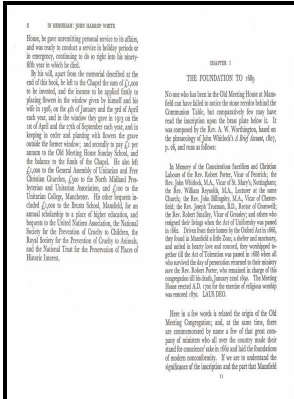 x IN MEMORIAM: JOHN HARROP WHITE
House, he gave unremitting personal service to its affairs,
and was ready to conduct a service in holiday periods or
in emergency, continuing to do so right into his ninety-
fifth year in which he died.
By his will, apart from the memorial described at the
end of this book, he left to the Chapel the sum of £1,000
to be invested, and the income to be applied firstly to
placing flowers in the window given by himself and his
wife in 1908, on the 5th of January and the 3rd of April
each year, and in the window they gave in 1923 on the
1st of April and the 27th of September each year, and in
keeping in order and planting with flowers the grave
outside the former window; and secondly to pay £5 per
annum to the Old Meeting House Sunday School, and
the balance to the funds of the Chapel. He also left
£1,000 to the General Assembly of Unitarian and Free
Christian Churches, £500 to the North Midland Pres-
byterian and Unitarian Association, and £500 to the
Unitarian College, Manchester. His other bequests in-
cluded £5,000 to the Brunts School, Mansfield, for an
annual scholarship to a place of higher education, and
bequests to the United Nations Association, the National
Society for the Prevention of Cruelty to Children, the
Royal Society for the Prevention of Cruelty to Animals,
and the National Trust for the Preservation of Places of
Historic Interest.
CHAPTER I
THE FOUNDATION TO 1689
No one who has been in the Old Meeting House at Mans-
field can have failed to notice the stone reredos behind the
Communion Table, but comparatively few may have
read the inscription upon the brass plate below it. It
was composed by the Rev. A. W. Worthington, based on
the phraseology of John Whitlock's A Brief Account, 1807,
p. 26, and runs as follows:
In Memory of the Conscientious Sacrifices and Christian
Labours of the Rev. Robert Porter, Vicar of Pentrich; the
Rev. John Whitlock, M.A., Vicar of St. Mary's, Nottingham;
the Rev. William Reynolds, M.A., Lecturer at the same
Church; the Rev. John Billingsley, M.A., Vicar of Chester-
field; the Rev. Joseph Truman, B.D., Rector of Cromwell;
the Rev. Robert Smalley, Vicar of Greasley; and others who
resigned their livings when the Act of Uniformity was passed
in 1662. Driven from their homes by the Oxford Act in 1666,
they found in Mansfield a little Zoar, a shelter and sanctuary,
and united in hearty love and concord, they worshipped to-
gether till the Act of Toleration was passed in 1688 when all
who survived the day of persecution returned to their ministry
save the Rev. Robert Porter, who remained in charge of this
congregation till his death, January 22nd 1690. The Meeting
House erected A.D. 1702 for the exercise of religious worship
was restored 1870. LAUS DEO.
Here in a few words is related the origin of the Old
Meeting Congregation; and, at the same time, there
are commemorated by name a few of that great com-
pany of ministers who all over the country made their
stand for conscience' sake in 1662 and laid the foundations
of modern nonconformity. If we are to understand the
significance of the inscription and the part that Mansfield
11